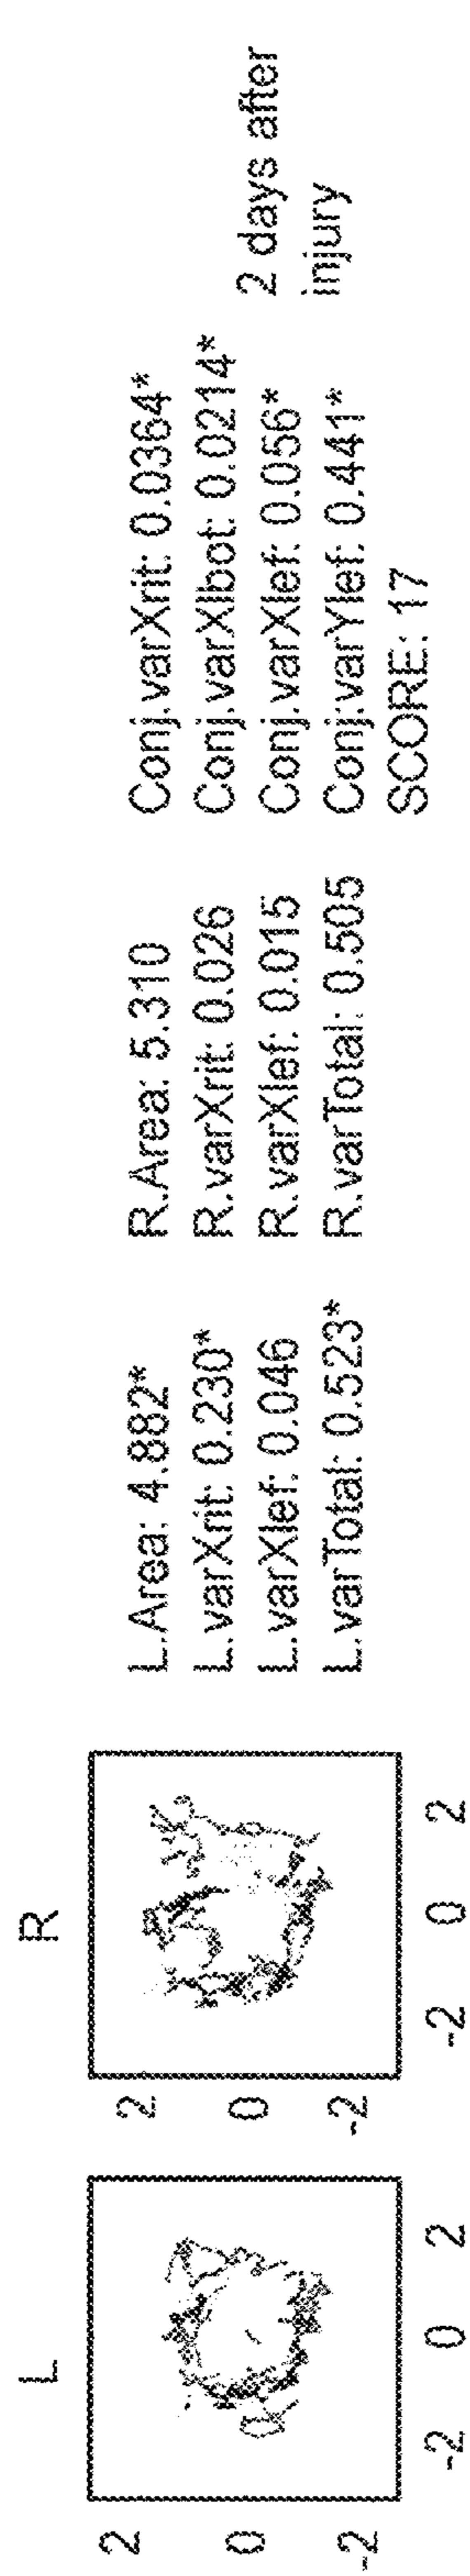 L
R
2
0
-2
-2
0
2
2
0
-2
-2
0
2
L.Area: 4.882*
L.varXrit: 0.230*
L.varXlef: 0.046
L.varTotal: 0.523*
R.Area: 5.310
R.varXrit: 0.026
R.varXlef: 0.015
R.varTotal: 0.505
Conj.varXrit: 0.0364*
Conj.varXlbot: 0.0214*
Conj.varXlef: 0.056*
Conj.varYlef: 0.441*
SCORE: 17
2 days after
injury